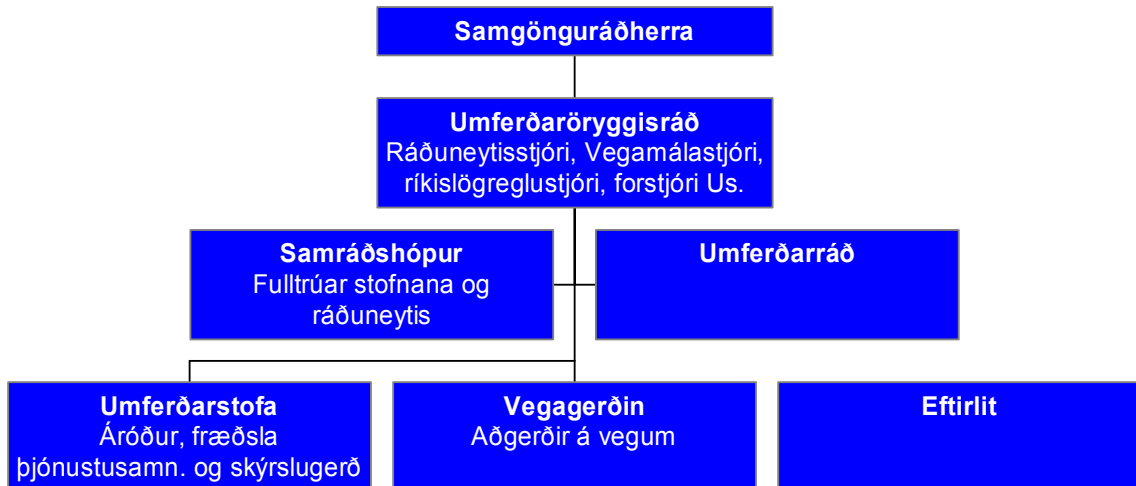 Samgönguráðherra
Umferðaröryggisráð
Ráðuneytisstjóri, Vegamálastjóri,
ríkislögreglustjóri, forstjóri Us.
Samráðshópur
Fulltrúar stofnana og
ráðuneytis
Umferðarráð
Umferðarstofa
Áróður, fræðsla
þjónustusamn. og skýrslugerð
Vegagerðin
Aðgerðir á vegum
Eftirlit